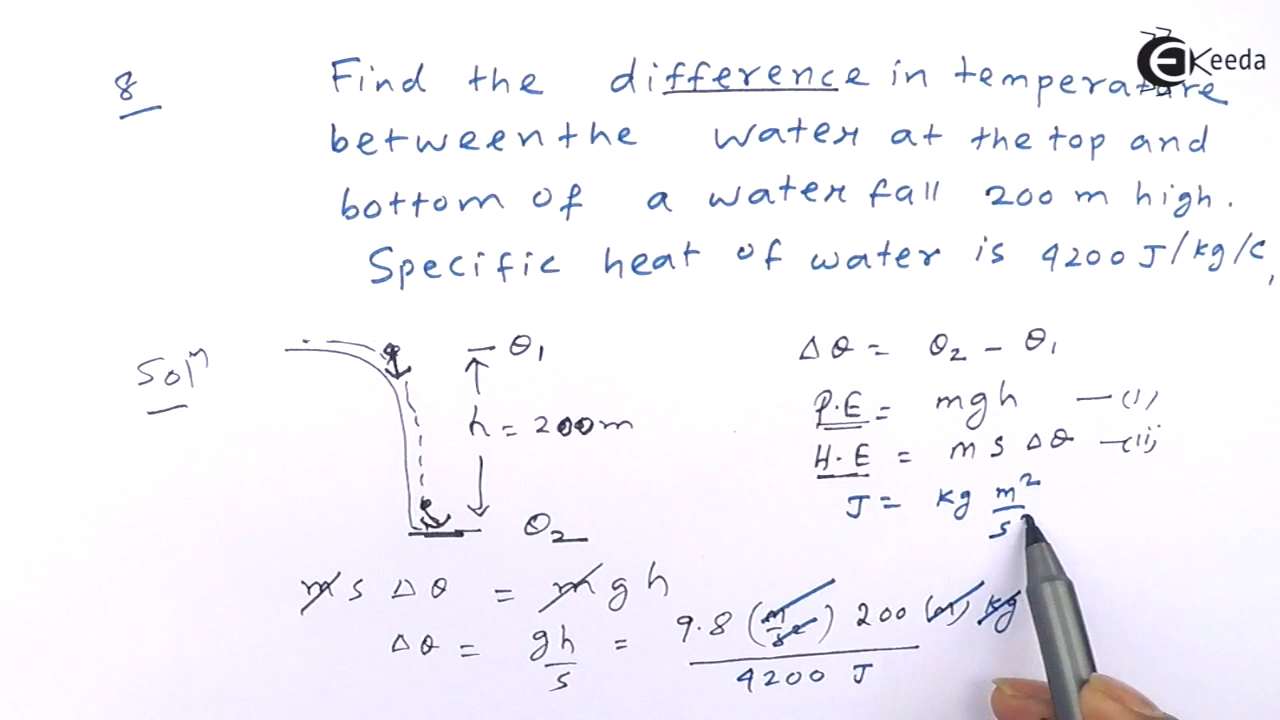 EKeeda
8 Find the difference in temperature
between the water at the top and
bottom of a water fall 200 m high.
Specific heat of water is 4200 J/kg/c,
Solⁿ
θ₁
h = 200m
θ₂
Δθ = θ₂ - θ₁
P.E = mgh —(i)
H.E = m s Δθ —(ii)
J = kg m²/s²
m s Δθ = m g h
Δθ = gh/s = 9.8 (m/s²) 200 (m) kg / 4200 J